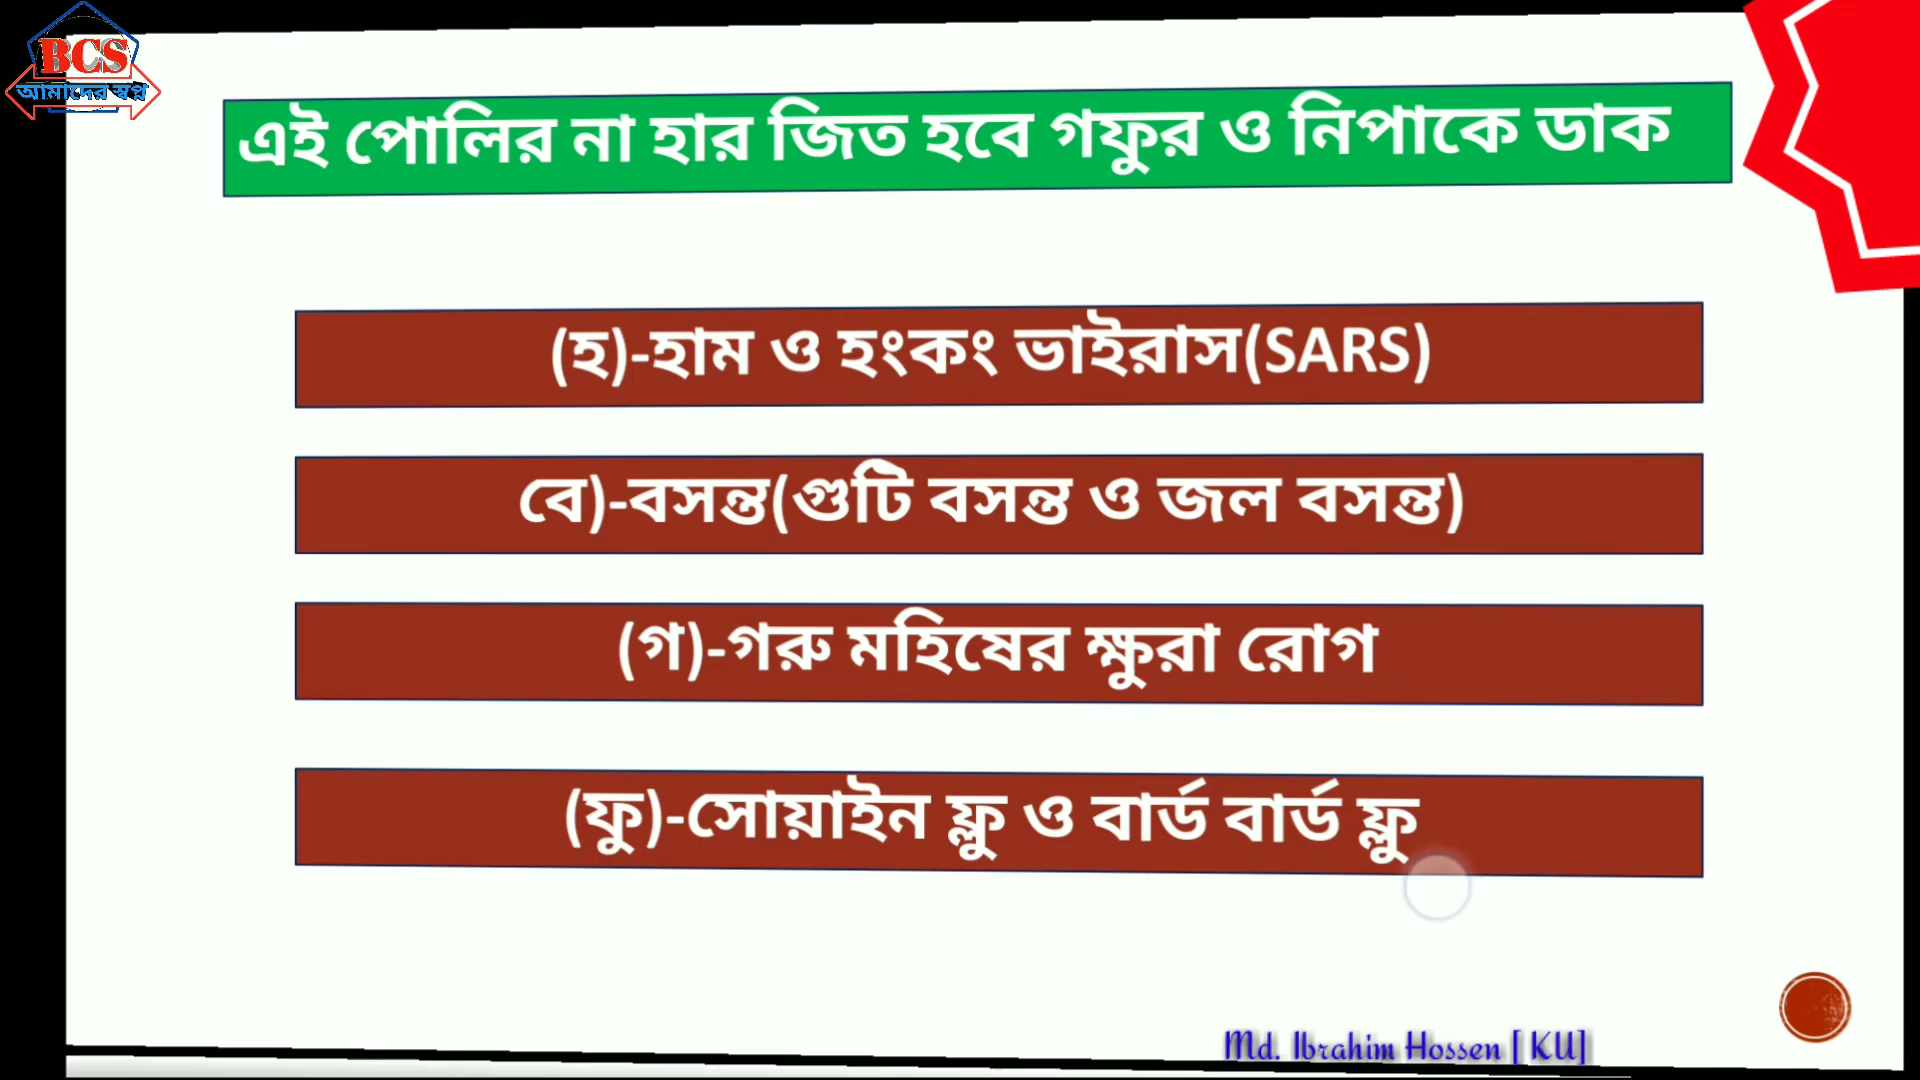 BCS
আমাদের স্বপ্ন
এই পোলির না হার জিত হবে গফুর ও নিপাকে ডাক
(হ)-হাম ও হংকং ভাইরাস(SARS)
বে)-বসন্ত(গুটি বসন্ত ও জল বসন্ত)
(গ)-গরু মহিষের ক্ষুরা রোগ
(ফু)-সোয়াইন ফ্লু ও বার্ড বার্ড ফ্লু
Md. Ibrahim Hossen [ KU]